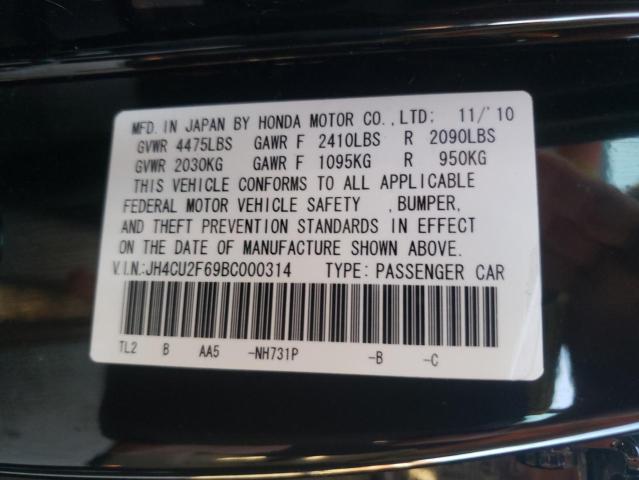 MFD. IN JAPAN BY HONDA MOTOR CO.,LTD: 11/'10
GVWR 4475LBS GAWR F 2410LBS R 2090LBS
GVWR 2030KG GAWR F 1095KG R 950KG
THIS VEHICLE CONFORMS TO ALL APPLICABLE
FEDERAL MOTOR VEHICLE SAFETY ,BUMPER,
AND THEFT PREVENTION STANDARDS IN EFFECT
ON THE DATE OF MANUFACTURE SHOWN ABOVE.
V.I.N.:JH4CU2F69BC000314 TYPE: PASSENGER CAR
TL2 B AA5 -NH731P -B -C